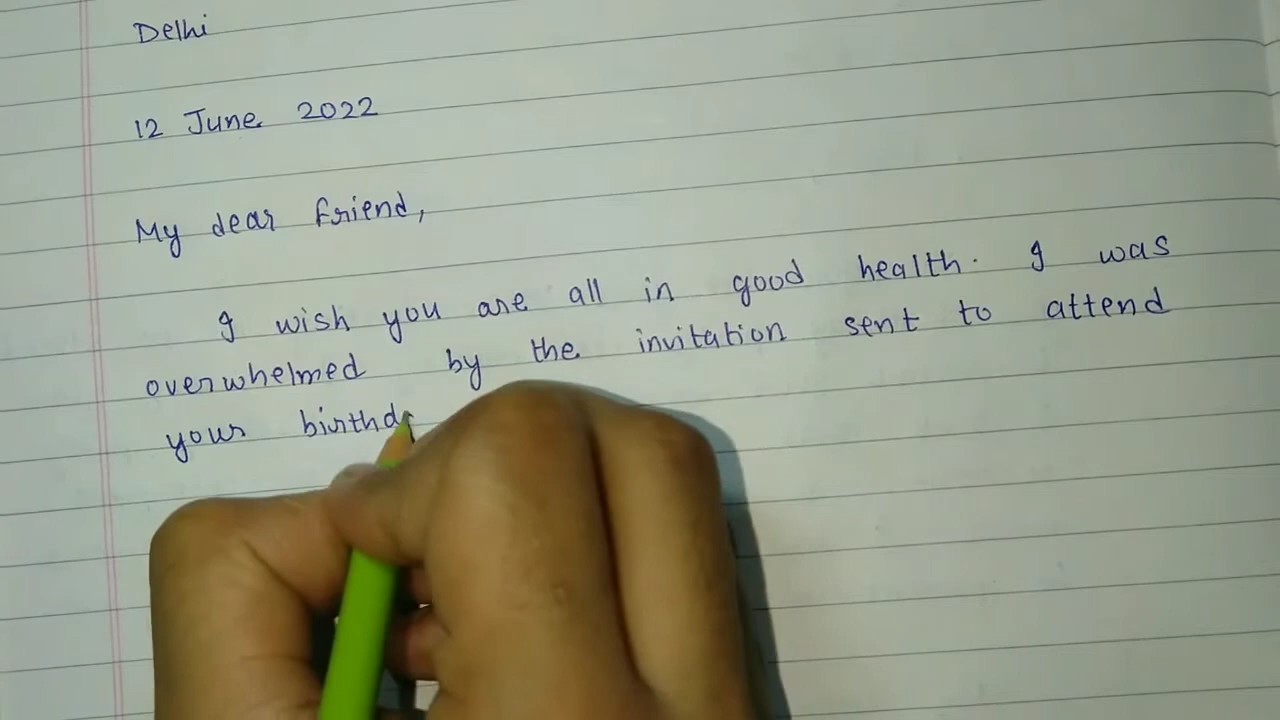 Delhi
12 June 2022
My dear friend,
I wish you are all in good health. I was
overwhelmed by the invitation sent to attend
your birthd